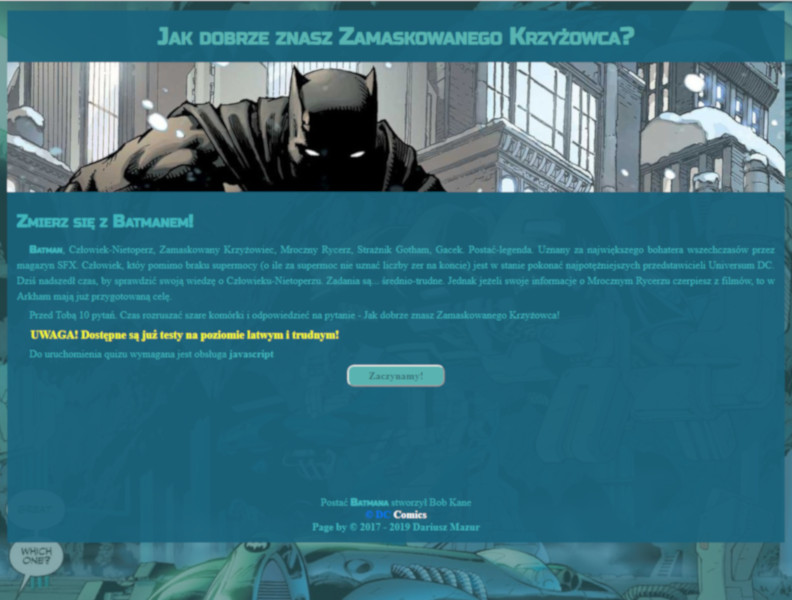 Jak dobrze znasz Zamaskowanego Krzyżowca?
Zmierz się z Batmanem!
Batman, Człowiek-Nietoperz, Zamaskowany Krzyżowiec, Mroczny Rycerz, Strażnik Gotham, Gacek. Postać-legenda. Uznany za największego bohatera wszechczasów przez
magazyn SFX. Człowiek, który pomimo braku supermocy (o ile za supermoc nie uznać liczby zer na koncie) jest w stanie pokonać najpotężniejszych przedstawicieli Universum DC.
Dziś nadszedł czas, by sprawdzić swoją wiedzę o Człowieku-Nietoperzu. Zadania są... średnio-trudne. Jednak jeżeli swoje informacje o Mrocznym Rycerzu czerpiesz z filmów, to w
Arkham mają już przygotowaną celę.
Przed Tobą 10 pytań. Czas rozruszać szare komórki i odpowiedzieć na pytanie - Jak dobrze znasz Zamaskowanego Krzyżowca!
UWAGA! Dostępne są już testy na poziomie łatwym i trudnym!
Do uruchomienia quizu wymagana jest obsługa javascript
Zaczynamy!
Postać Batmana stworzył Bob Kane
© DC Comics
Page by © 2017 - 2019 Dariusz Mazur
WHICH
ONE?